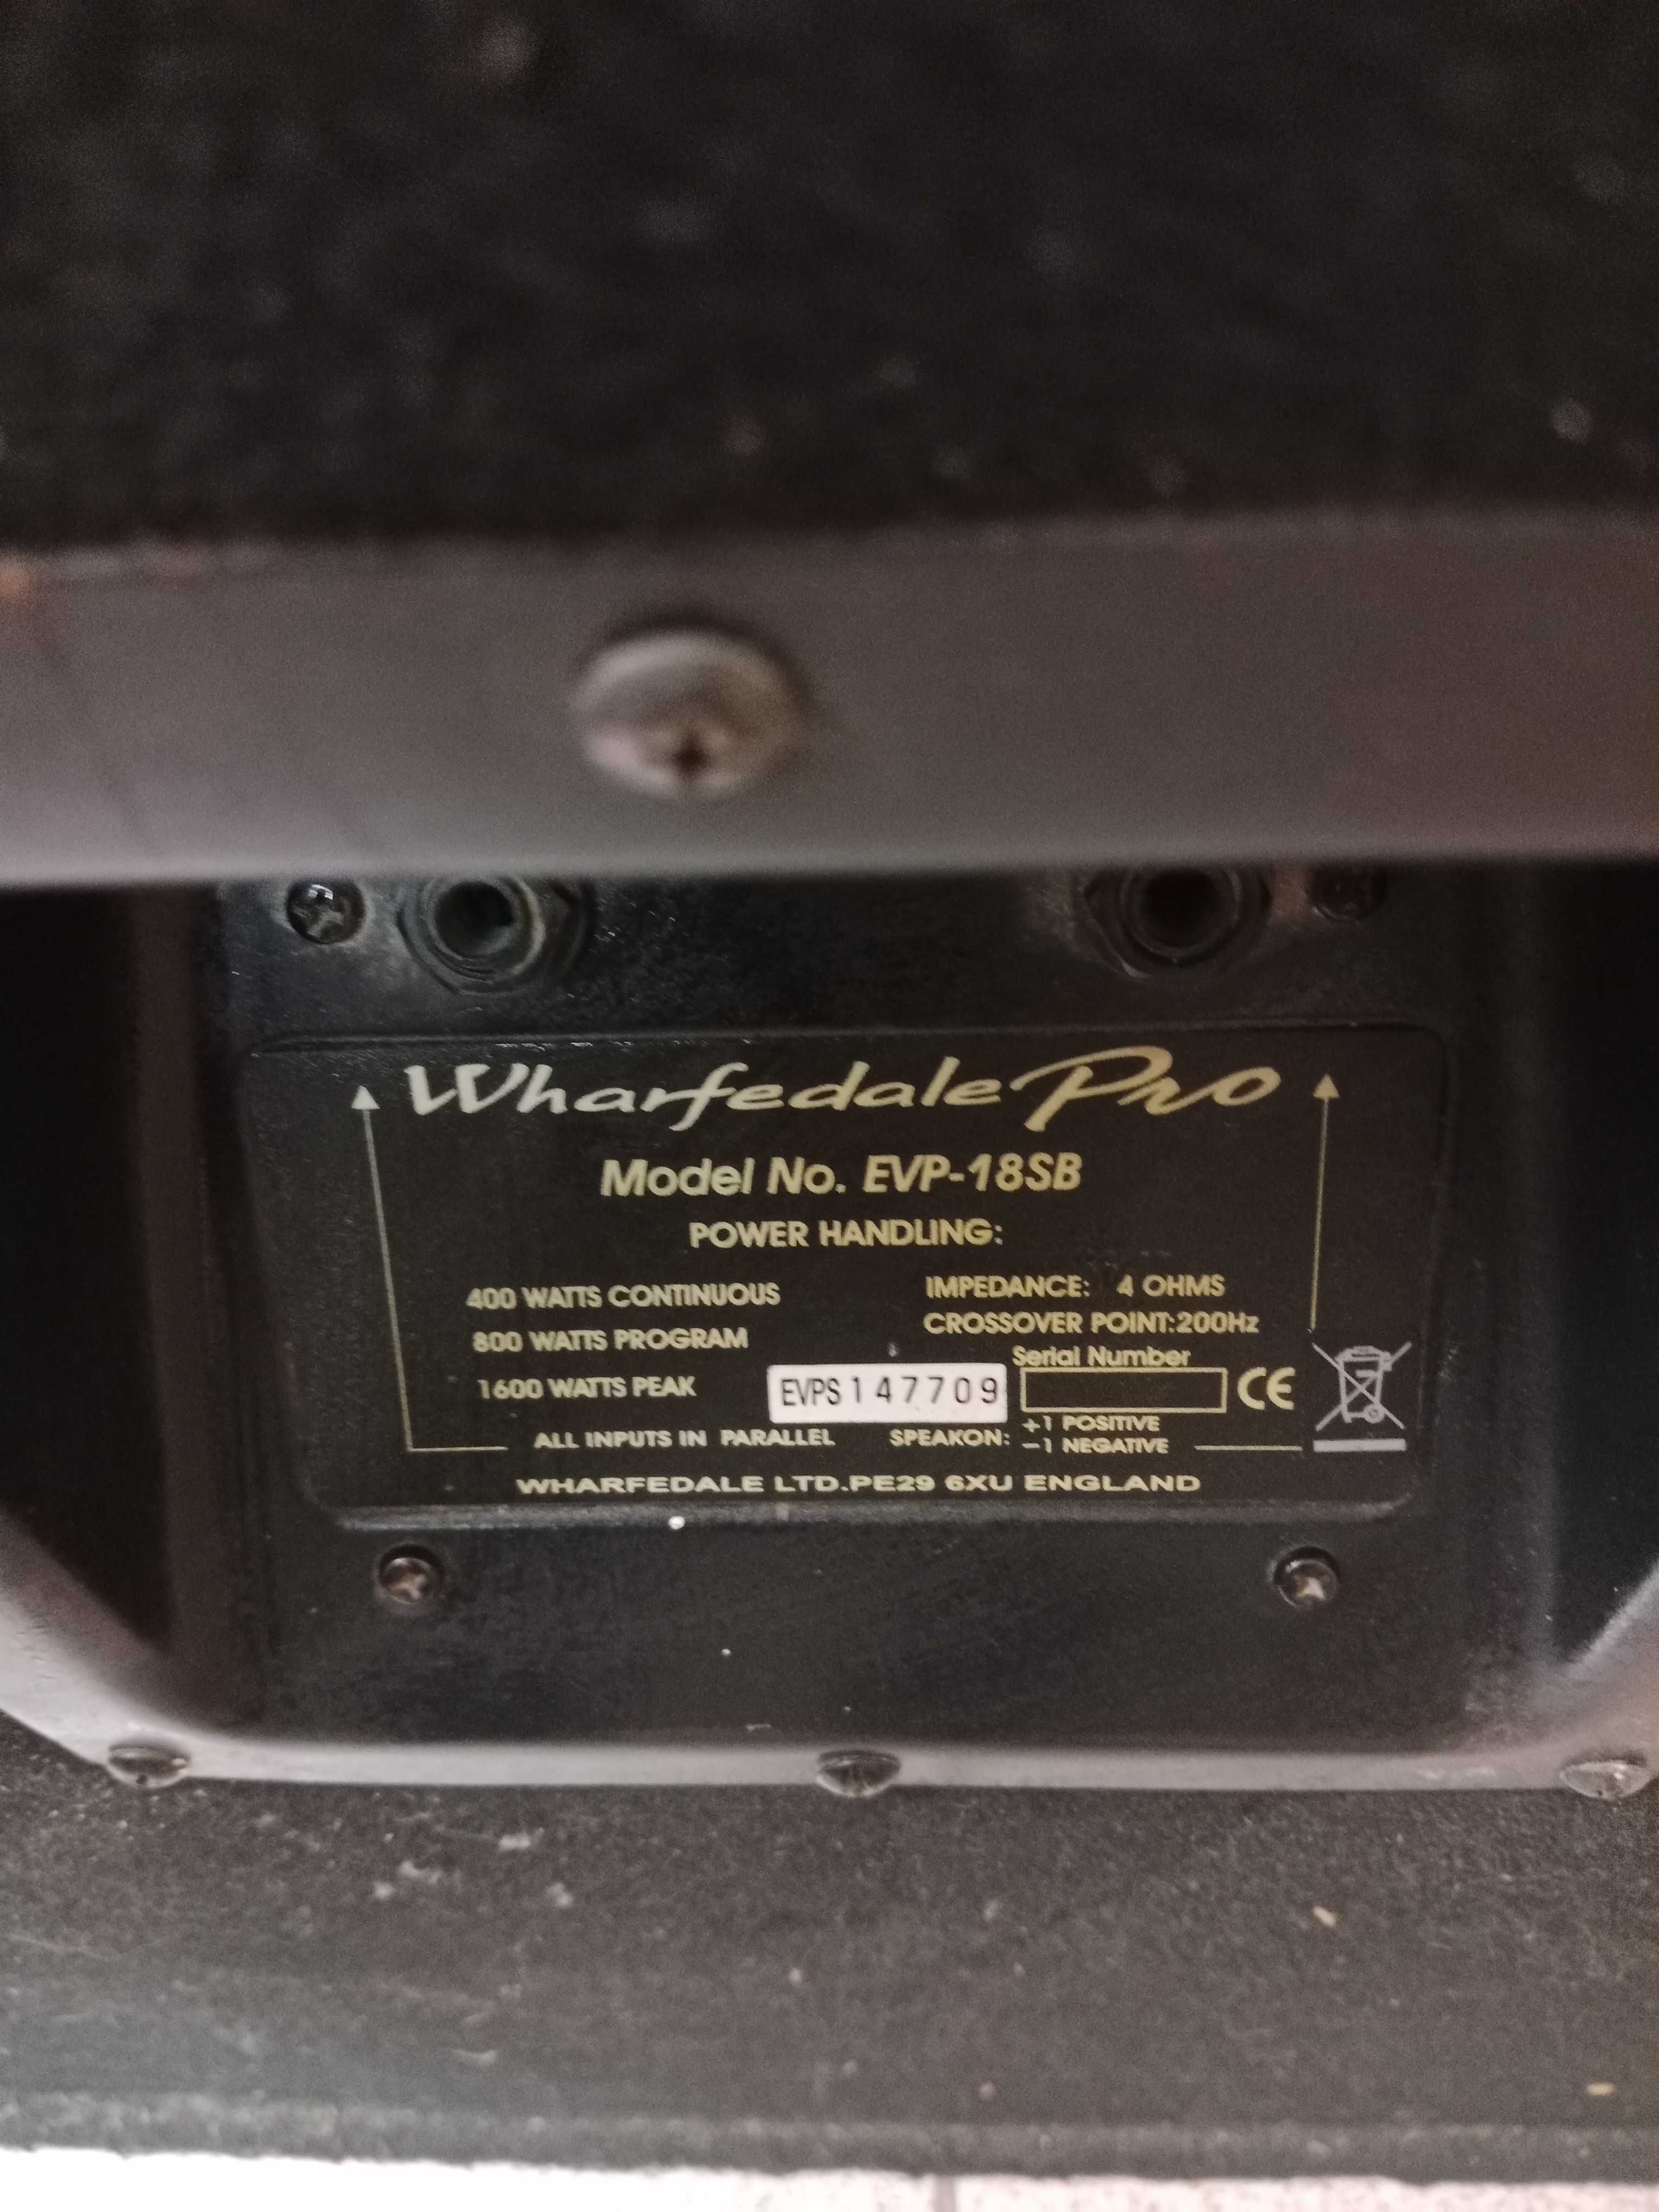 Wharfedale Pro
Model No. EVP-18SB
POWER HANDLING:
400 WATTS CONTINUOUS
800 WATTS PROGRAM
1600 WATTS PEAK
IMPEDANCE: 4 OHMS
CROSSOVER POINT:200Hz
Serial Number
EVPS 147709
CE
ALL INPUTS IN PARALLEL
SPEAKON: +1 POSITIVE
-1 NEGATIVE
WHARFEDALE LTD.PE29 6XU ENGLAND